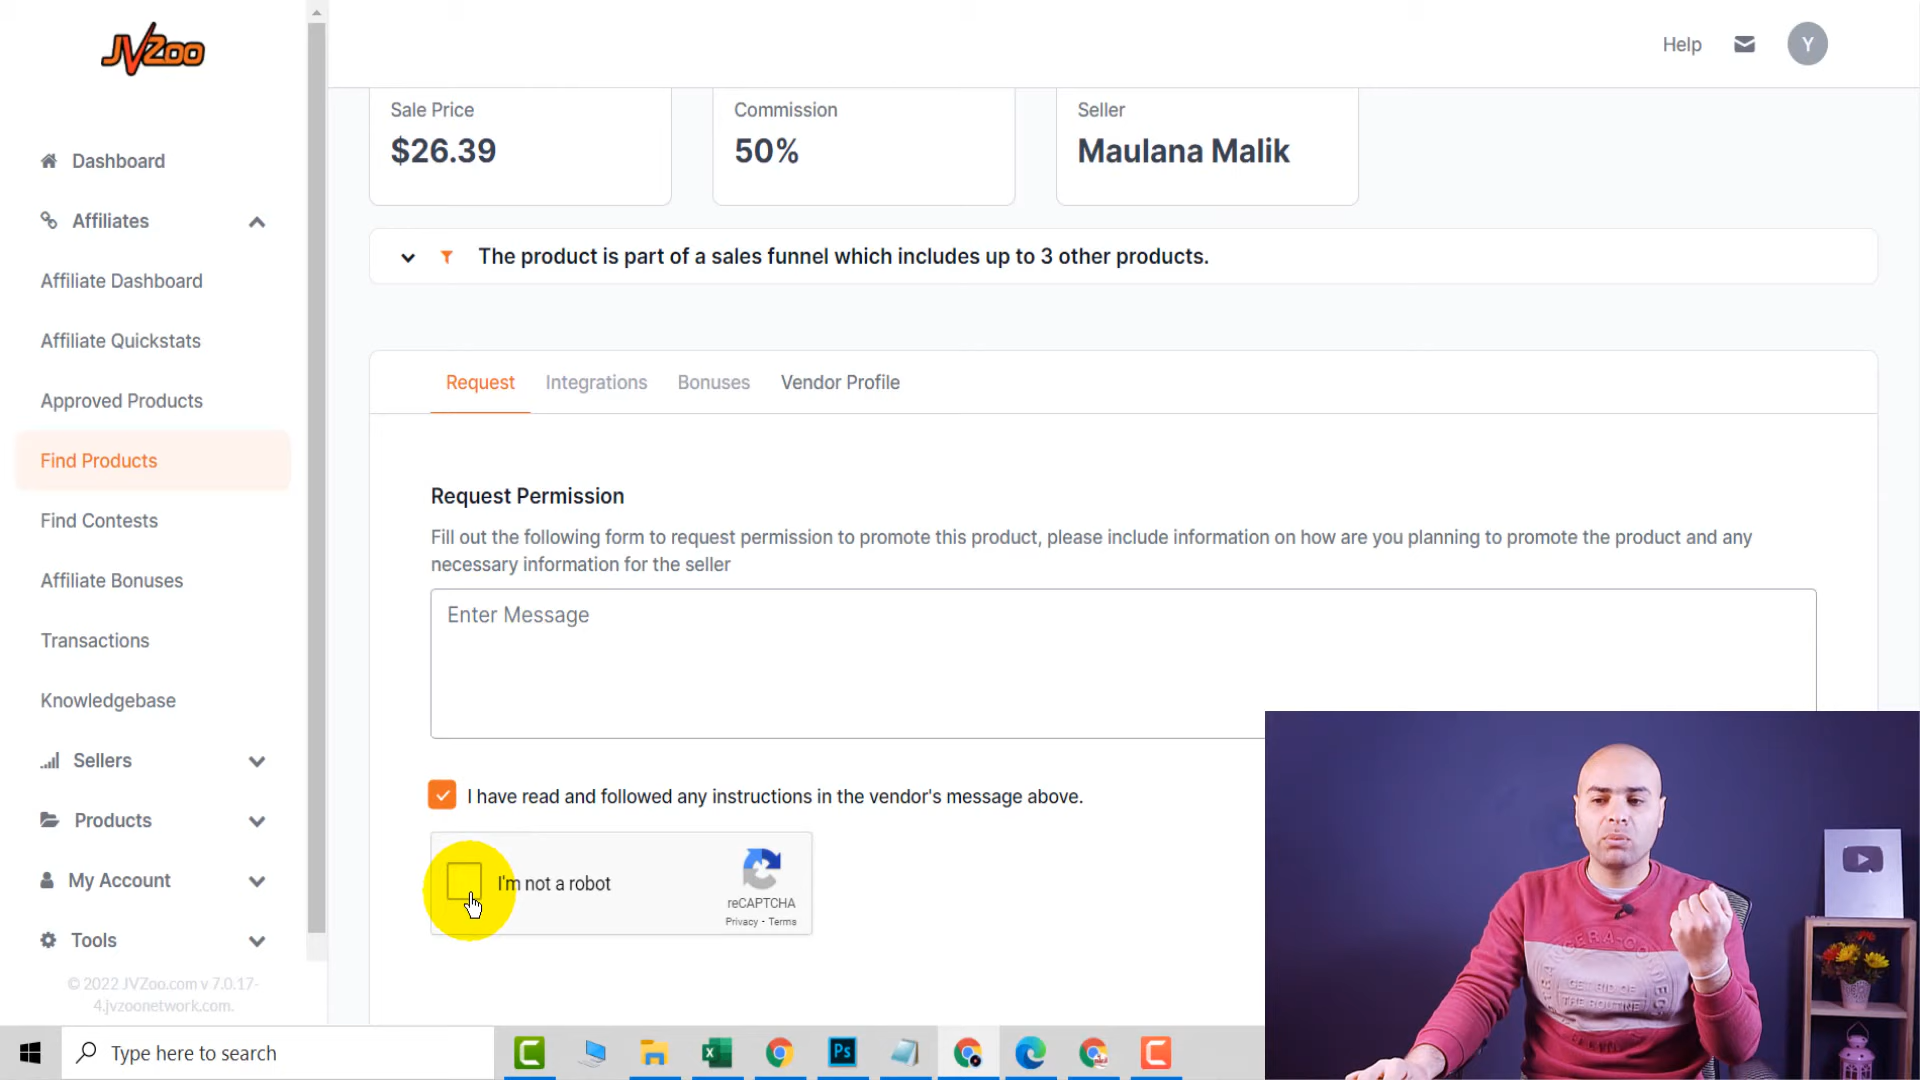 JVZoo
Help
Y
Dashboard
Affiliates
Affiliate Dashboard
Affiliate Quickstats
Approved Products
Find Products
Find Contests
Affiliate Bonuses
Transactions
Knowledgebase
Sellers
Products
My Account
Tools
© 2022 JVZoo.com v 7.0.17-
4.jvzoonetwork.com.
Sale Price
$26.39
Commission
50%
Seller
Maulana Malik
The product is part of a sales funnel which includes up to 3 other products.
Request
Integrations
Bonuses
Vendor Profile
Request Permission
Fill out the following form to request permission to promote this product, please include information on how are you planning to promote the product and any
necessary information for the seller
Enter Message
I have read and followed any instructions in the vendor's message above.
I'm not a robot
reCAPTCHA
Privacy - Terms
GET RID OF
THE ROUTINE
Type here to search
Ps